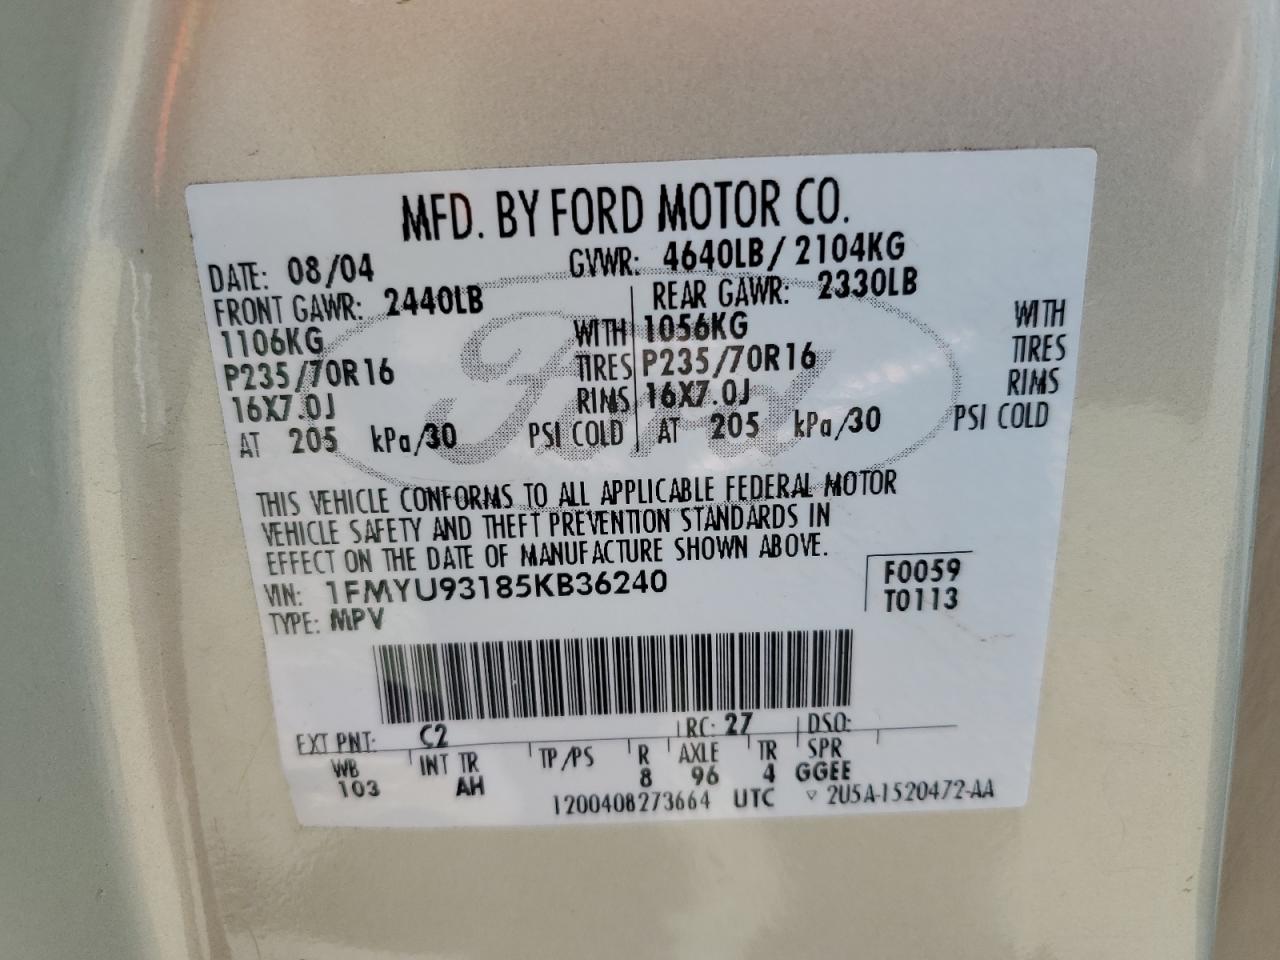 MFD. BY FORD MOTOR CO.
DATE: 08/04 GVWR: 4640LB / 2104KG
FRONT GAWR: 2440LB REAR GAWR: 2330LB
1106KG WITH 1056KG WITH
P235/70R16 TIRES P235/70R16 TIRES
16X7.0J RIMS 16X7.0J RIMS
AT 205 kPa/30 PSI COLD AT 205 kPa/30 PSI COLD
Ford
THIS VEHICLE CONFORMS TO ALL APPLICABLE FEDERAL MOTOR
VEHICLE SAFETY AND THEFT PREVENTION STANDARDS IN
EFFECT ON THE DATE OF MANUFACTURE SHOWN ABOVE.
VIN: 1FMYU93185KB36240 F0059
TYPE: MPV T0113
EXT PNT: C2 RC: 27 DSO:
WB INT TR TP/PS R AXLE TR SPR
103 AH 8 96 4 GGEE
1200408273664 UTC ▽ 2U5A-1520472-AA